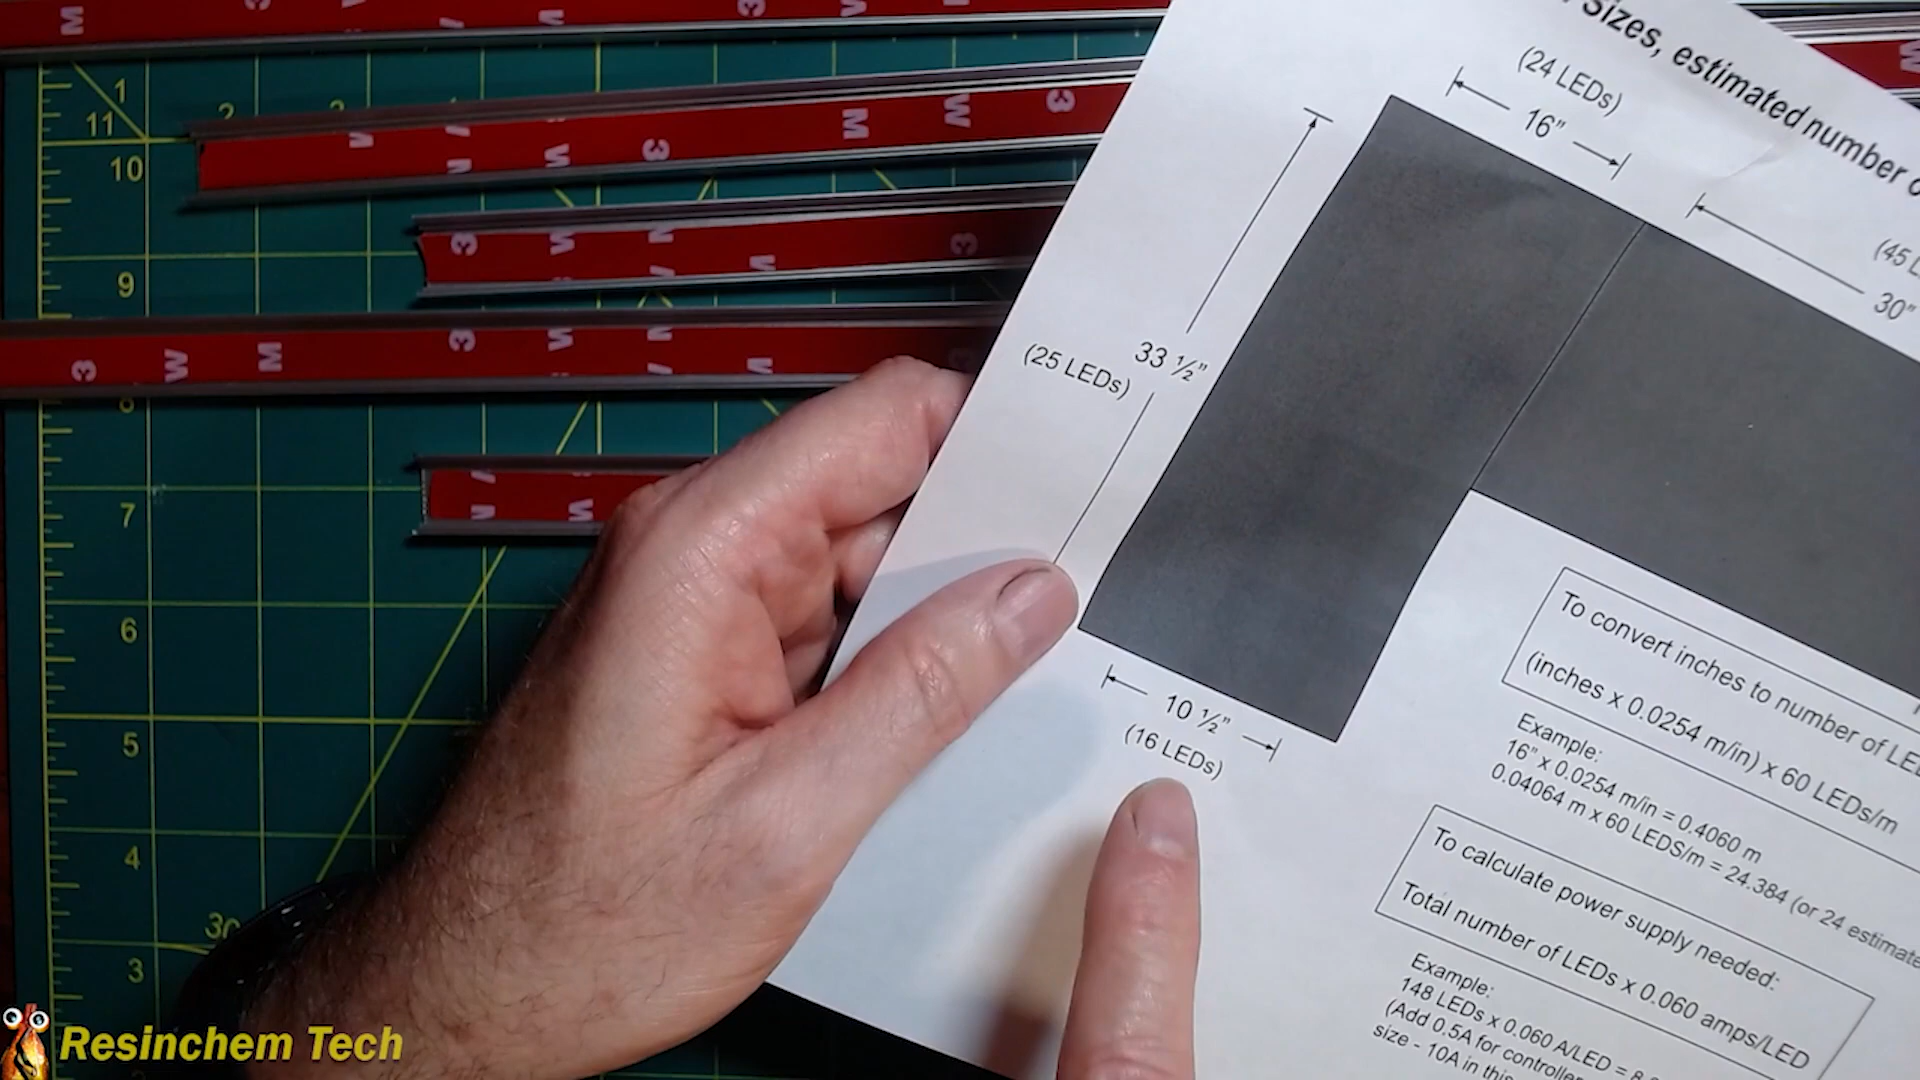 Sizes, estimated number
(24 LEDs)
16”
(45
30”
33 ½”
(25 LEDs)
10 ½”
(16 LEDs)
To convert inches to number of
(inches x 0.0254 m/in) x 60 LEDs/m
Example:
16” x 0.0254 m/in = 0.4060 m
0.04064 m x 60 LEDS/m = 24.384 (or 24
To calculate power supply needed:
Total number of LEDs x 0.060 amps/LED
Example:
148 LEDs x 0.060 A/LED =
(Add 0.5A for controller
size - 10A in this
1
2
11
10
9
8
7
6
5
4
30
3
Resinchem Tech